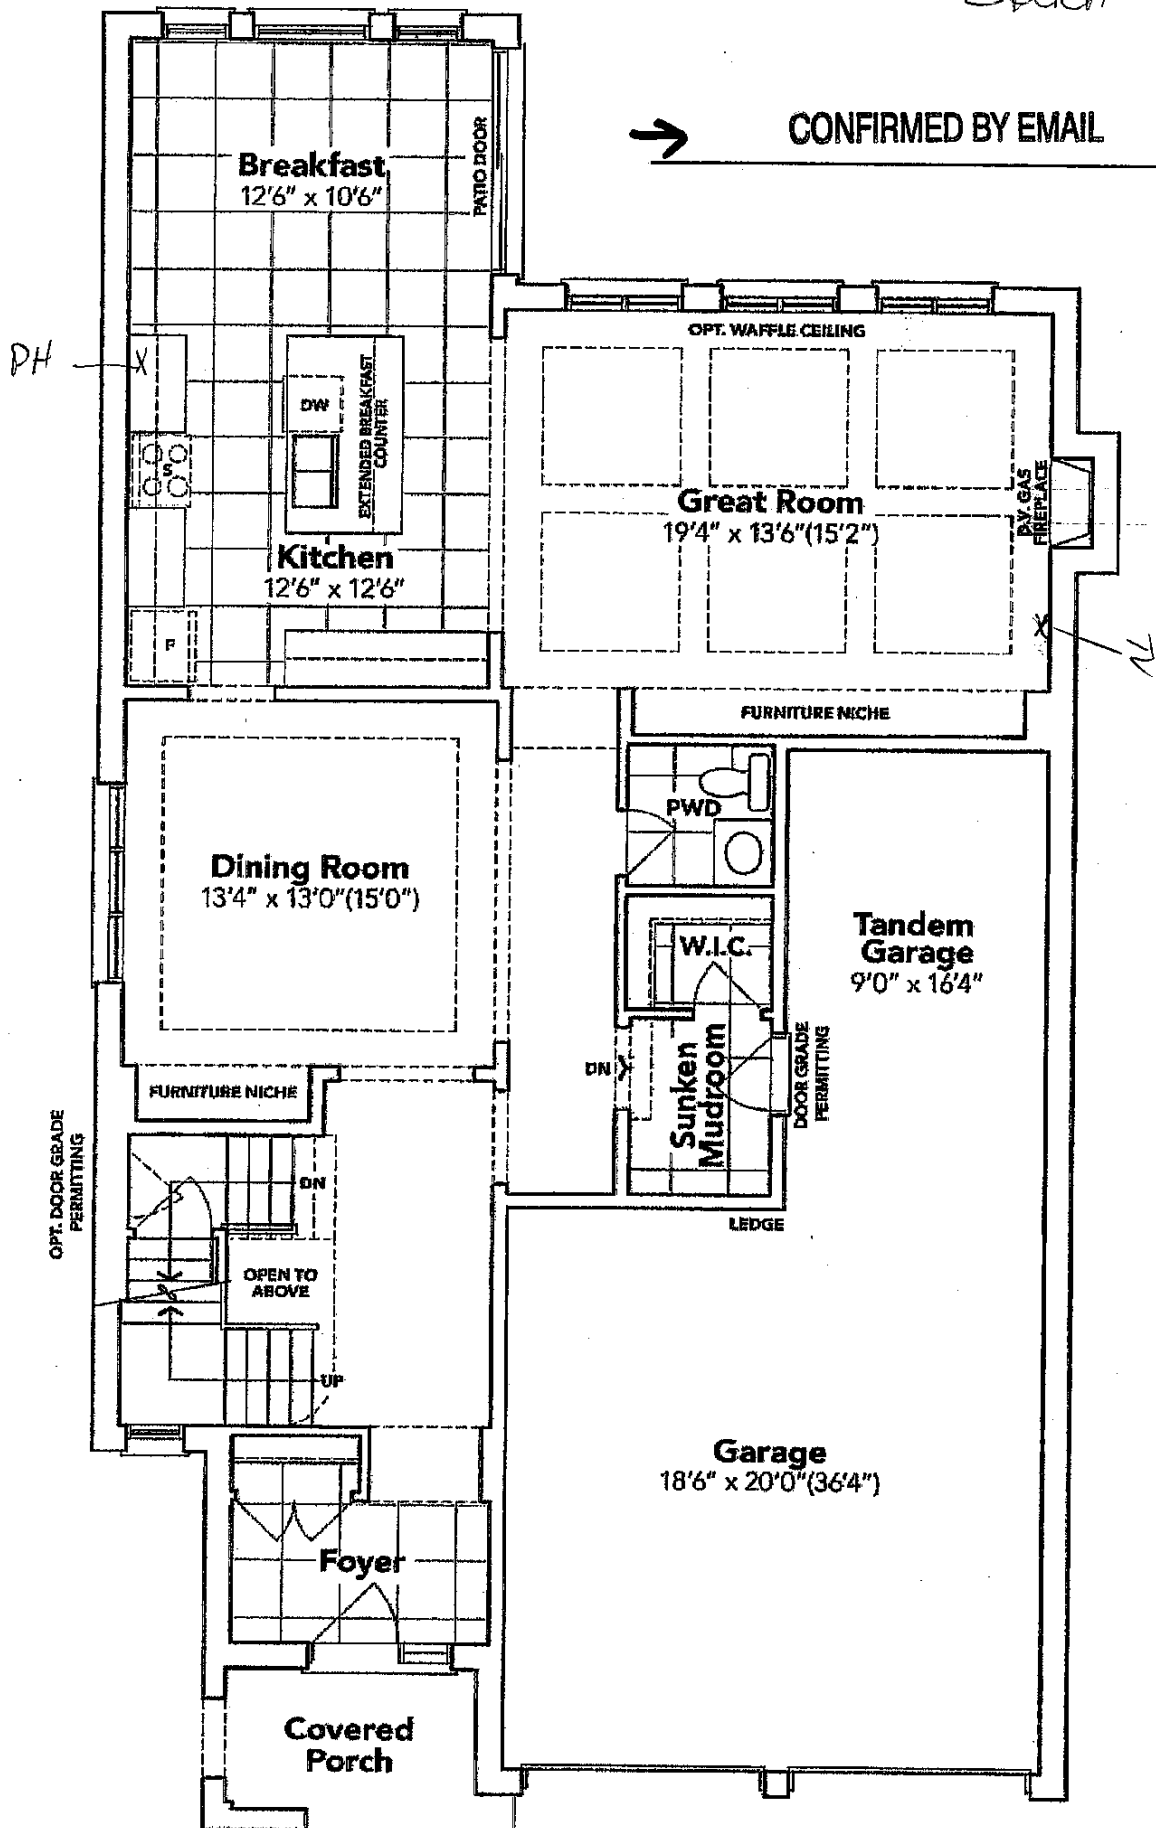 CONFIRMED BY EMAIL
Breakfast
12'6" x 10'6"
PATIO DOOR
OPT. WAFFLE CEILING
PH
X
DW
EXTENDED BREAKFAST
COUNTER
S
Great Room
19'4" x 13'6"(15'2")
D.V. GAS
FIREPLACE
Kitchen
12'6" x 12'6"
X
F
FURNITURE NICHE
PWD
Dining Room
13'4" x 13'0"(15'0")
Tandem
Garage
9'0" x 16'4"
W.I.C.
DN
Sunken
Mudroom
DOOR GRADE
PERMITTING
FURNITURE NICHE
OPT. DOOR GRADE
PERMITTING
DN
LEDGE
OPEN TO
ABOVE
UP
Garage
18'6" x 20'0"(36'4")
Foyer
Covered
Porch